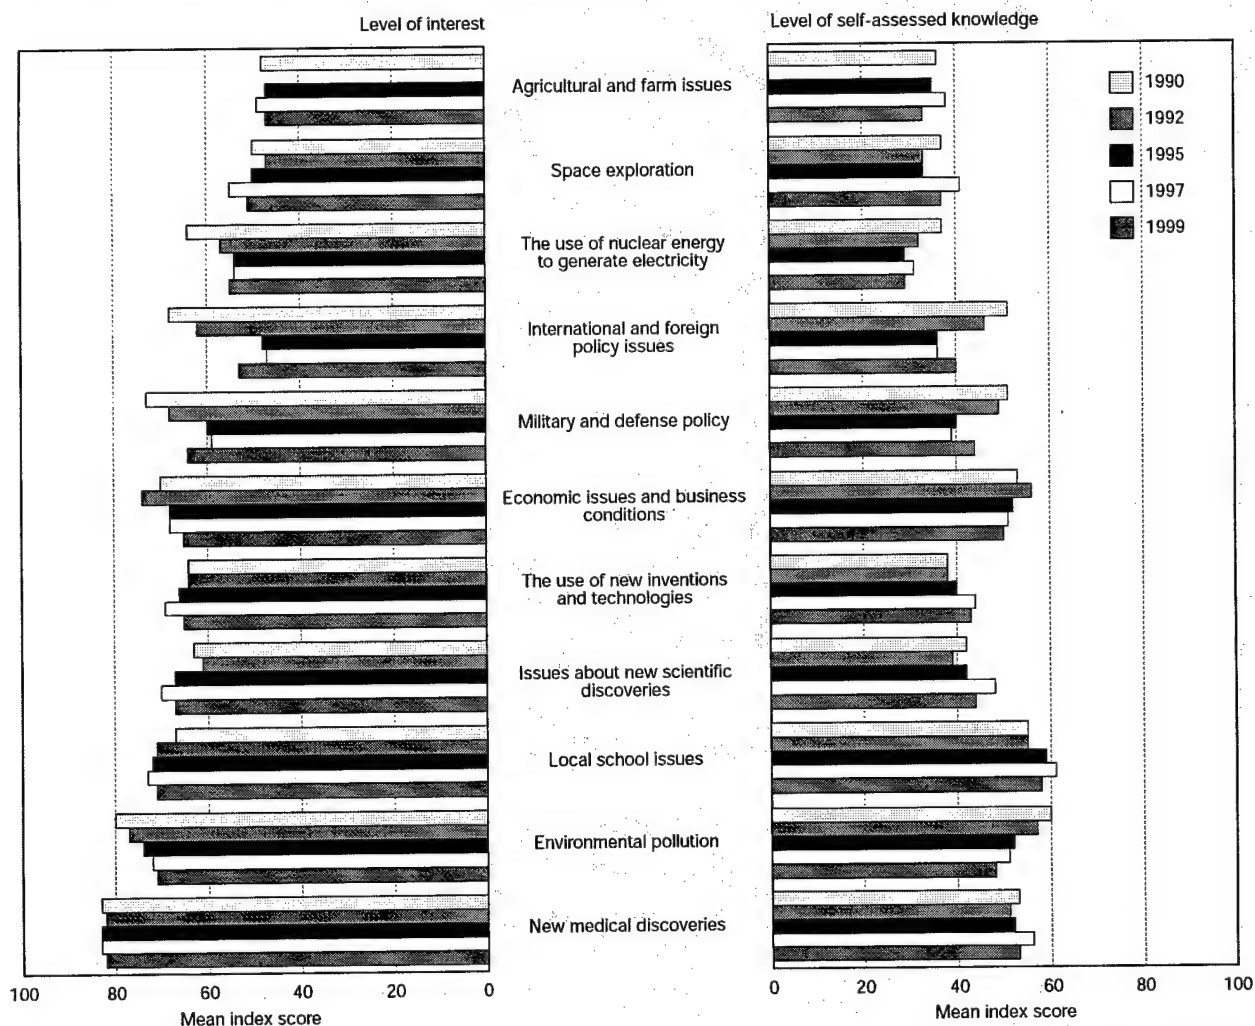 Level of interest
Level of self-assessed knowledge
1990
1992
1995
1997
1999
Agricultural and farm issues
Space exploration
The use of nuclear energy
to generate electricity
International and foreign
policy issues
Military and defense policy
Economic issues and business
conditions
The use of new inventions
and technologies
Issues about new scientific
discoveries
Local school issues
Environmental pollution
New medical discoveries
100 80 60 40 20 0
Mean index score
0 20 40 60 80 100
Mean index score